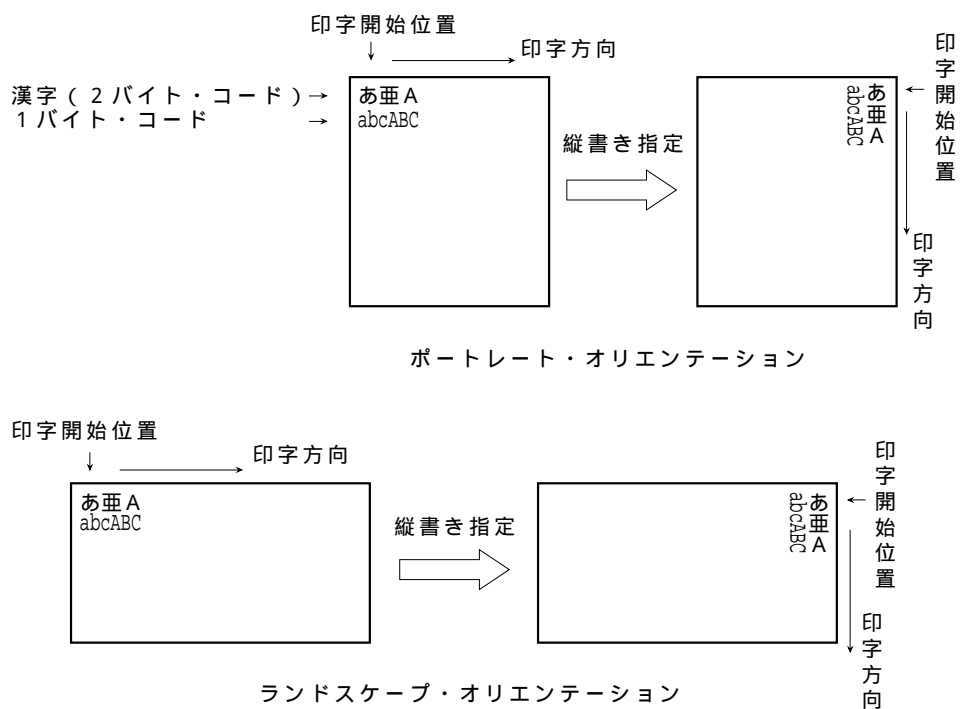 印字開始位置
印字方向
漢字（２バイト・コード）→
１バイト・コード →
あ亜Ａ
abcABC
縦書き指定
あ亜Ａ
abcABC
印字開始位置
印字方向
ポートレート・オリエンテーション
印字開始位置
印字方向
あ亜Ａ
abcABC
縦書き指定
あ亜Ａ
abcABC
印字開始位置
印字方向
ランドスケープ・オリエンテーション